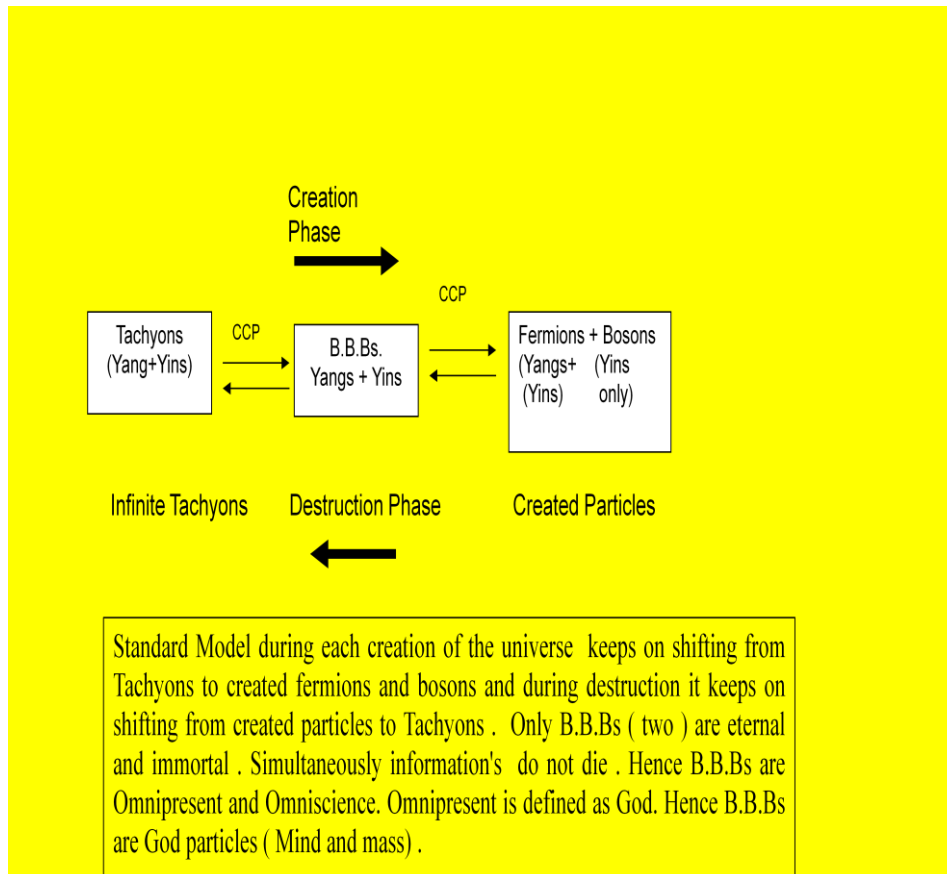 Creation
Phase
CCP
CCP
Tachyons
(Yang+Yins)
B.B.Bs.
Yangs + Yins
Fermions + Bosons
(Yangs+ (Yins
(Yins) only)
Infinite Tachyons
Destruction Phase
Created Particles
Standard Model during each creation of the universe keeps on shifting from
Tachyons to created fermions and bosons and during destruction it keeps on
shifting from created particles to Tachyons . Only B.B.Bs ( two ) are eternal
and immortal . Simultaneously information's do not die . Hence B.B.Bs are
Omnipresent and Omniscience. Omnipresent is defined as God. Hence B.B.Bs
are God particles ( Mind and mass) .